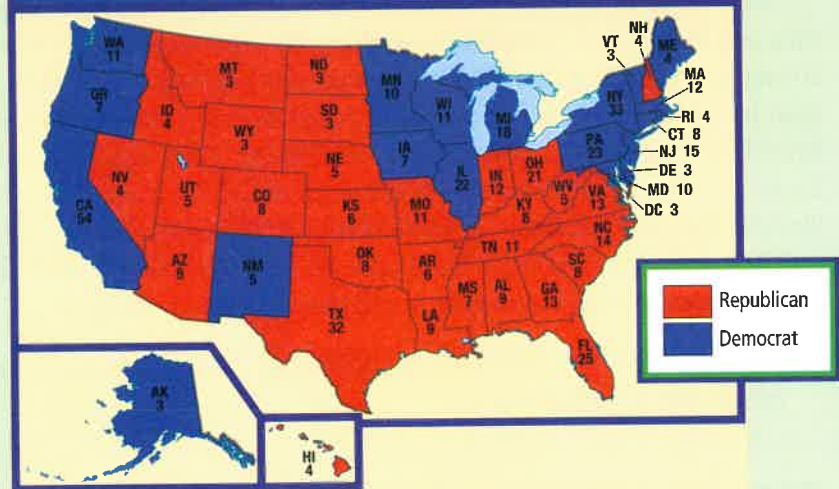 WA
11
OR
7
CA
54
NV
4
ID
4
MT
3
WY
3
UT
5
CO
8
AZ
NM
5
ND
3
SD
3
NE
5
KS
6
OK
8
TX
32
MN
10
IA
7
MO
11
AR
6
LA
9
WI
11
IL
22
MI
18
IN
12
OH
21
KY
8
TN 11
MS
7
AL
9
GA
13
FL
25
SC
8
NC
14
VA
13
WV
5
PA
23
NY
33
VT
3
NH
4
ME
4
MA
12
RI 4
CT 8
NJ 15
DE 3
MD 10
DC 3
AK
3
HI
4
Republican
Democrat